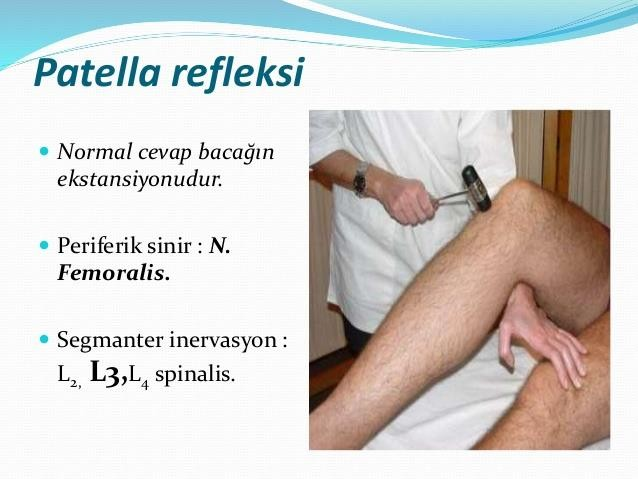 Patella refleksi
Normal cevap bacağın
ekstansiyonudur.
Periferik sinir : N.
Femoralis.
Segmanter inervasyon :
L2, L3,L4 spinalis.